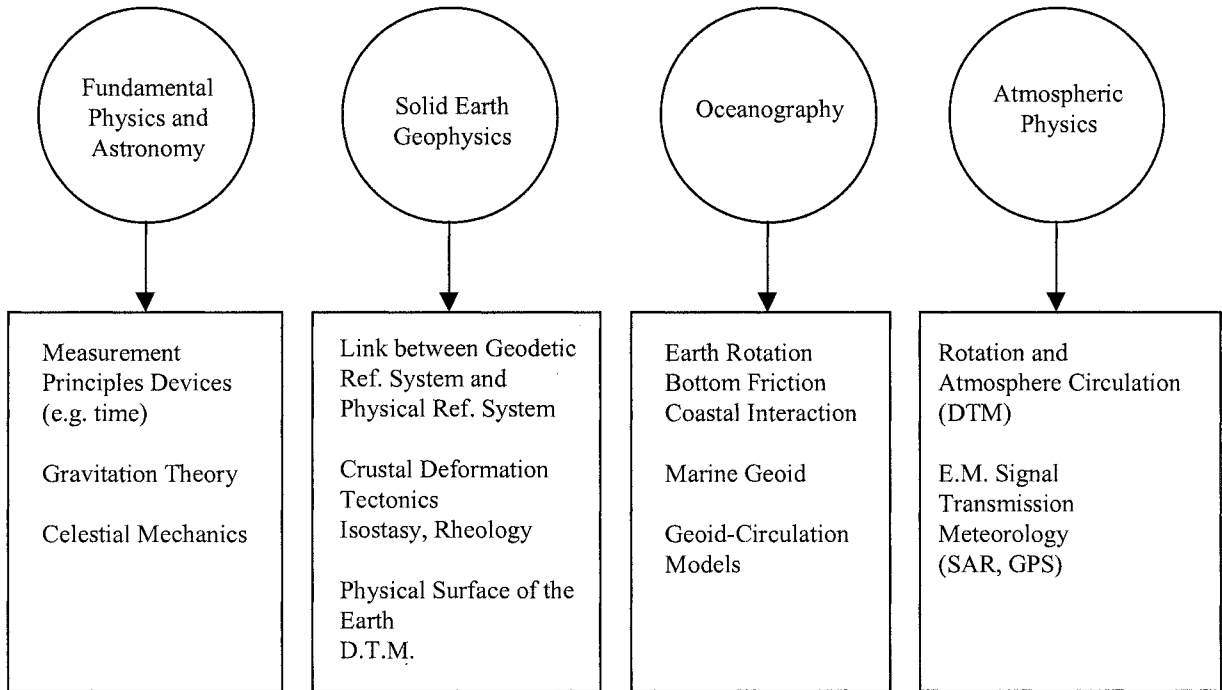 Fundamental
Physics and
Astronomy
Solid Earth
Geophysics
Oceanography
Atmospheric
Physics
Measurement
Principles Devices
(e.g. time)
Gravitation Theory
Celestial Mechanics
Link between Geodetic
Ref. System and
Physical Ref. System
Crustal Deformation
Tectonics
Isostasy, Rheology
Physical Surface of the
Earth
D.T.M.
Earth Rotation
Bottom Friction
Coastal Interaction
Marine Geoid
Geoid-Circulation
Models
Rotation and
Atmosphere Circulation
(DTM)
E.M. Signal
Transmission
Meteorology
(SAR, GPS)